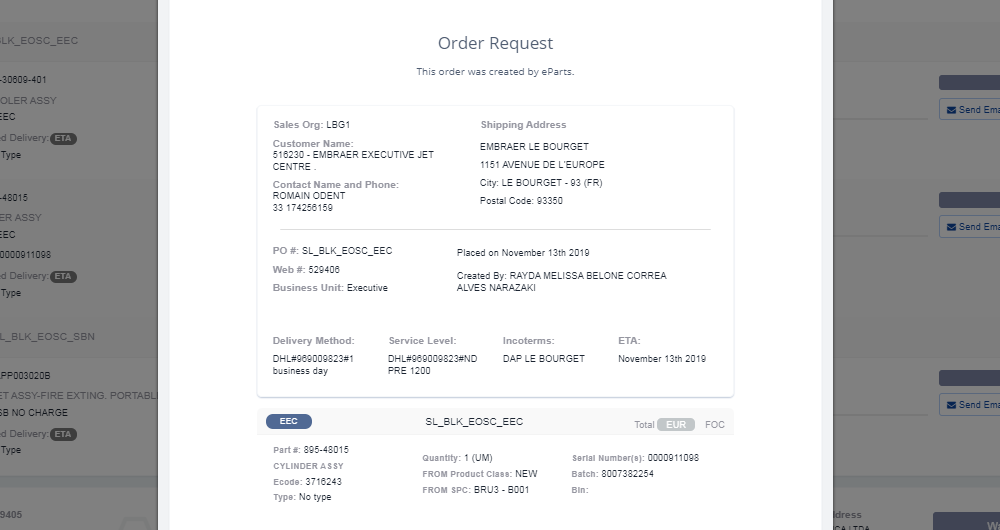 Order Request
This order was created by eParts.
Sales Org: LBG1
Customer Name:
516230 - EMBRAER EXECUTIVE JET
CENTRE .
Contact Name and Phone:
ROMAIN ODENT
33 174256159
Shipping Address
EMBRAER LE BOURGET
1151 AVENUE DE L'EUROPE
City: LE BOURGET - 93 (FR)
Postal Code: 93350
PO #: SL_BLK_EOSC_EEC
Web #: 529406
Business Unit: Executive
Placed on November 13th 2019
Created By: RAYDA MELISSA BELONE CORREA
ALVES NARAZAKI
Delivery Method:
DHL#969009823#1
business day
Service Level:
DHL#969009823#ND
PRE 1200
Incoterms:
DAP LE BOURGET
ETA:
November 13th 2019
EEC SL_BLK_EOSC_EEC Total EUR FOC
Part #: 895-48015
CYLINDER ASSY
Ecode: 3716243
Type: No type
Quantity: 1 (UM)
FROM Product Class: NEW
FROM SPC: BRU3 - B001
Serial Number(s): 0000911098
Batch: 8007382254
Bin:
LK_EOSC_EEC
-30609-401
OLER ASSY
EEC
ed Delivery: ETA
Type
-48015
ER ASSY
EEC
0000911098
ed Delivery: ETA
Type
L_BLK_EOSC_SBN
PP003020B
ET ASSY-FIRE EXTING. PORTABL
SB NO CHARGE
ed Delivery: ETA
Type
9405
Send Ema
Send Ema
Send Ema
ddress